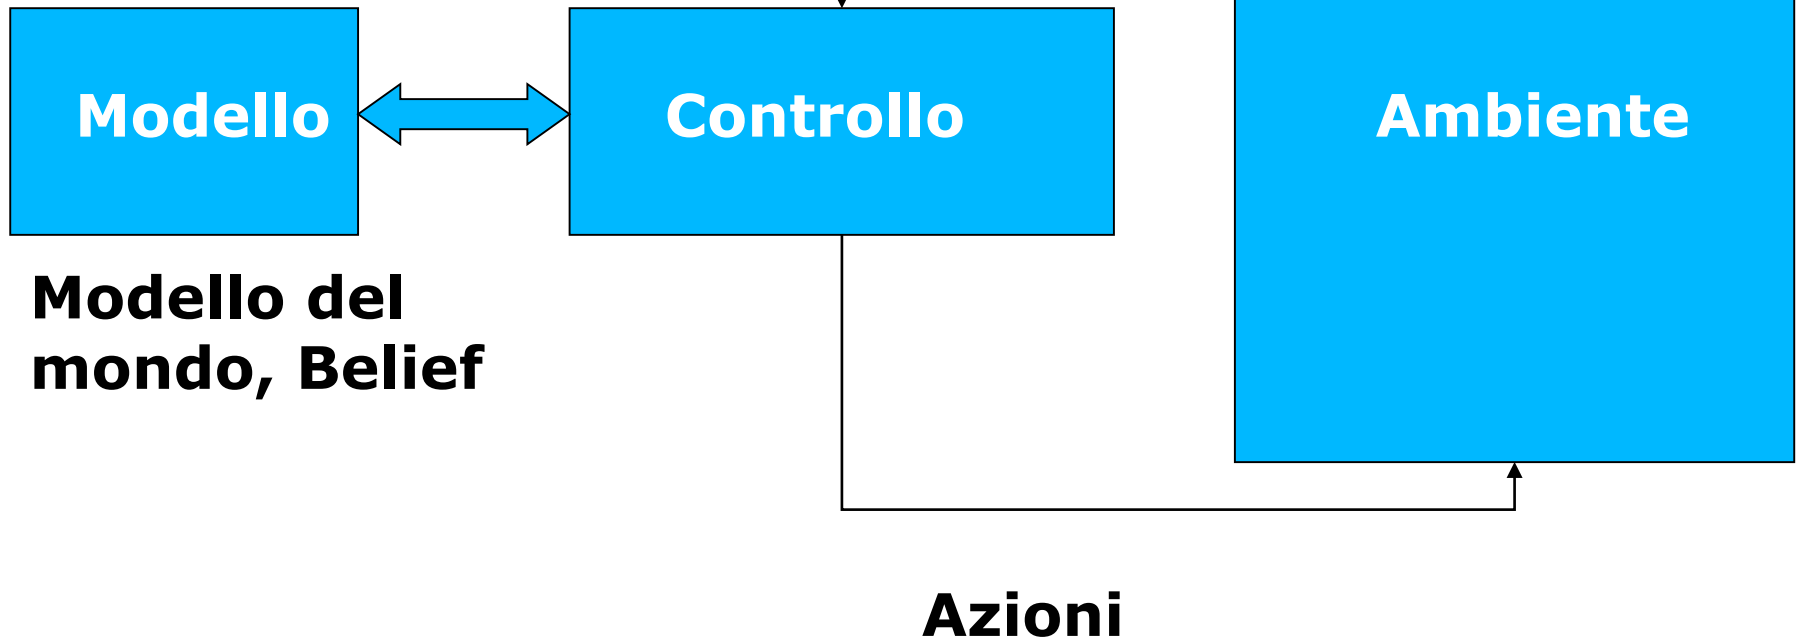 Modello
Controllo
Ambiente
Modello del
mondo, Belief
Azioni